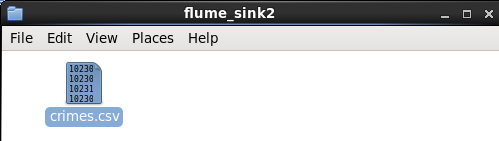 flume_sink2
File Edit View Places Help
10230
10230
10231
10230
crimes.csv